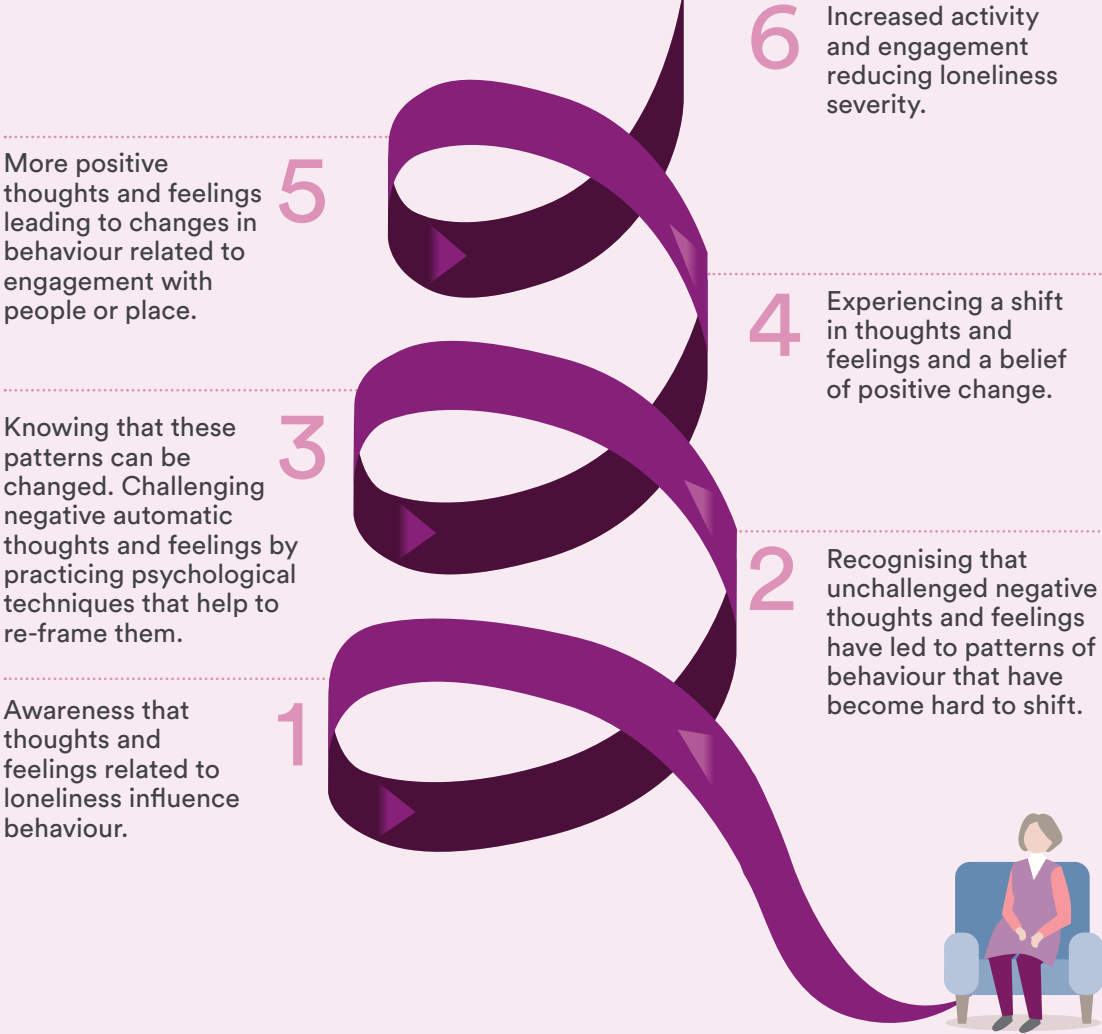 6
Increased activity
and engagement
reducing loneliness
severity.
5
More positive
thoughts and feelings
leading to changes in
behaviour related to
engagement with
people or place.
4
Experiencing a shift
in thoughts and
feelings and a belief
of positive change.
3
Knowing that these
patterns can be
changed. Challenging
negative automatic
thoughts and feelings by
practicing psychological
techniques that help to
re-frame them.
2
Recognising that
unchallenged negative
thoughts and feelings
have led to patterns of
behaviour that have
become hard to shift.
1
Awareness that
thoughts and
feelings related to
loneliness influence
behaviour.